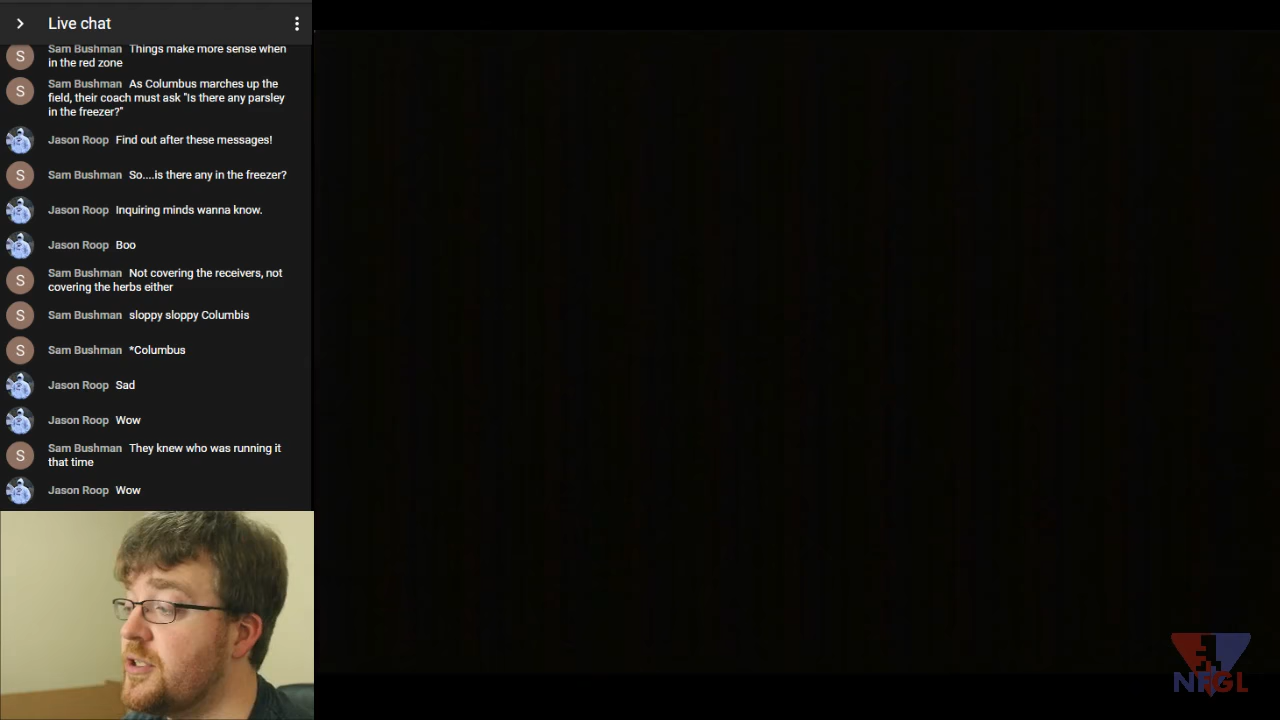 Live chat
S Sam Bushman Things make more sense when
in the red zone
S Sam Bushman As Columbus marches up the
field, their coach must ask "Is there any parsley
in the freezer?"
Jason Roop Find out after these messages!
S Sam Bushman So....is there any in the freezer?
Jason Roop Inquiring minds wanna know.
Jason Roop Boo
S Sam Bushman Not covering the receivers, not
covering the herbs either
S Sam Bushman sloppy sloppy Columbis
S Sam Bushman *Columbus
Jason Roop Sad
Jason Roop Wow
S Sam Bushman They knew who was running it
that time
Jason Roop Wow
NFGL